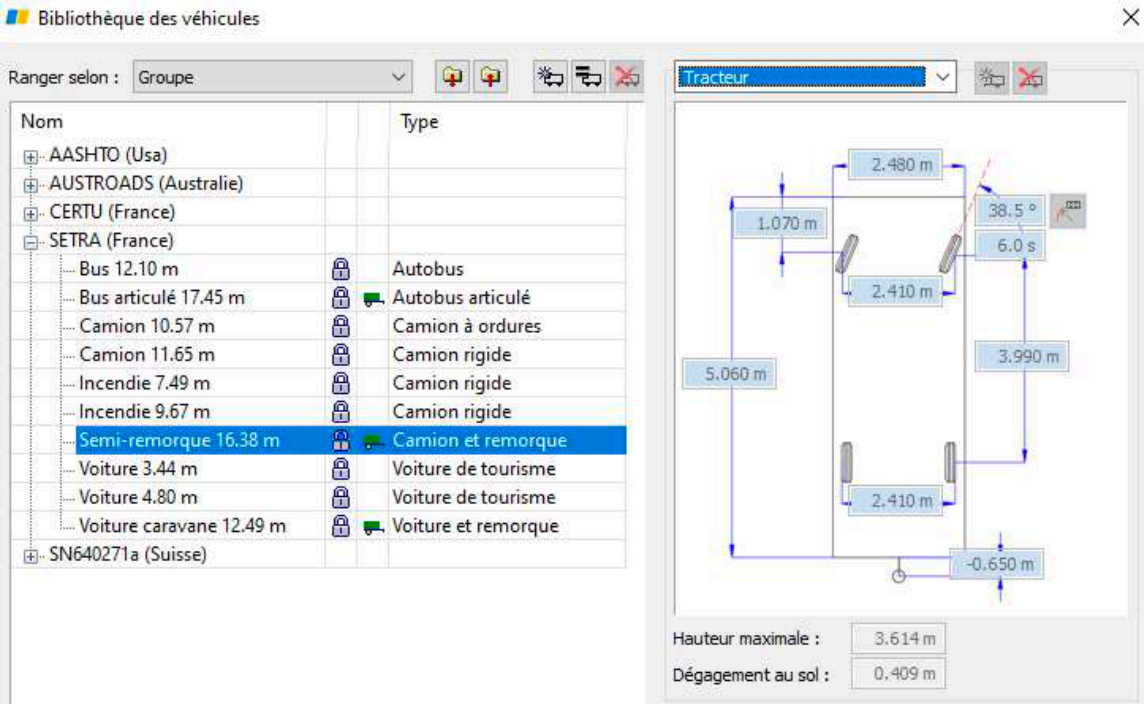 Bibliothèque des véhicules
Ranger selon :
Groupe
Nom
Type
AASHTO (Usa)
AUSTROADS (Australie)
CERTU (France)
SETRA (France)
Bus 12.10 m Autobus
Bus articulé 17.45 m Autobus articulé
Camion 10.57 m Camion à ordures
Camion 11.65 m Camion rigide
Incendie 7.49 m Camion rigide
Incendie 9.67 m Camion rigide
Semi-remorque 16.38 m Camion et remorque
Voiture 3.44 m Voiture de tourisme
Voiture 4.80 m Voiture de tourisme
Voiture caravane 12.49 m Voiture et remorque
SN640271a (Suisse)
Tracteur
2.480 m
1.070 m
38.5 °
6.0 s
2.410 m
3.990 m
5.060 m
2.410 m
-0.650 m
Hauteur maximale : 3.614 m
Dégagement au sol : 0.409 m